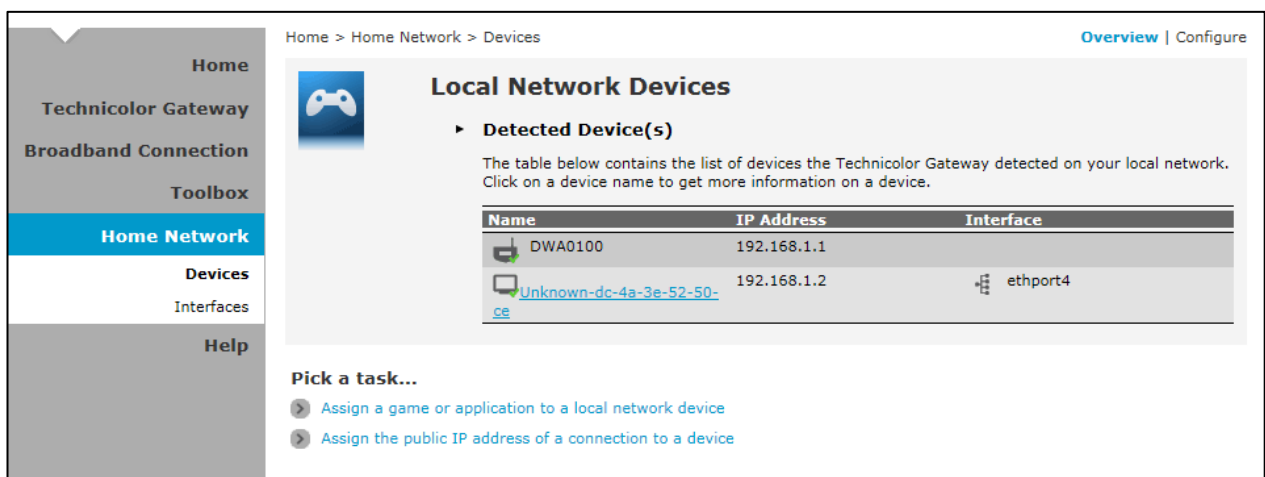 Home > Home Network > Devices
Overview | Configure
Home
Technicolor Gateway
Broadband Connection
Toolbox
Home Network
Devices
Interfaces
Help
Local Network Devices
Detected Device(s)
The table below contains the list of devices the Technicolor Gateway detected on your local network.
Click on a device name to get more information on a device.
Name IP Address Interface
DWA0100 192.168.1.1
Unknown-dc-4a-3e-52-50- 192.168.1.2 ethport4
ce
Pick a task...
Assign a game or application to a local network device
Assign the public IP address of a connection to a device